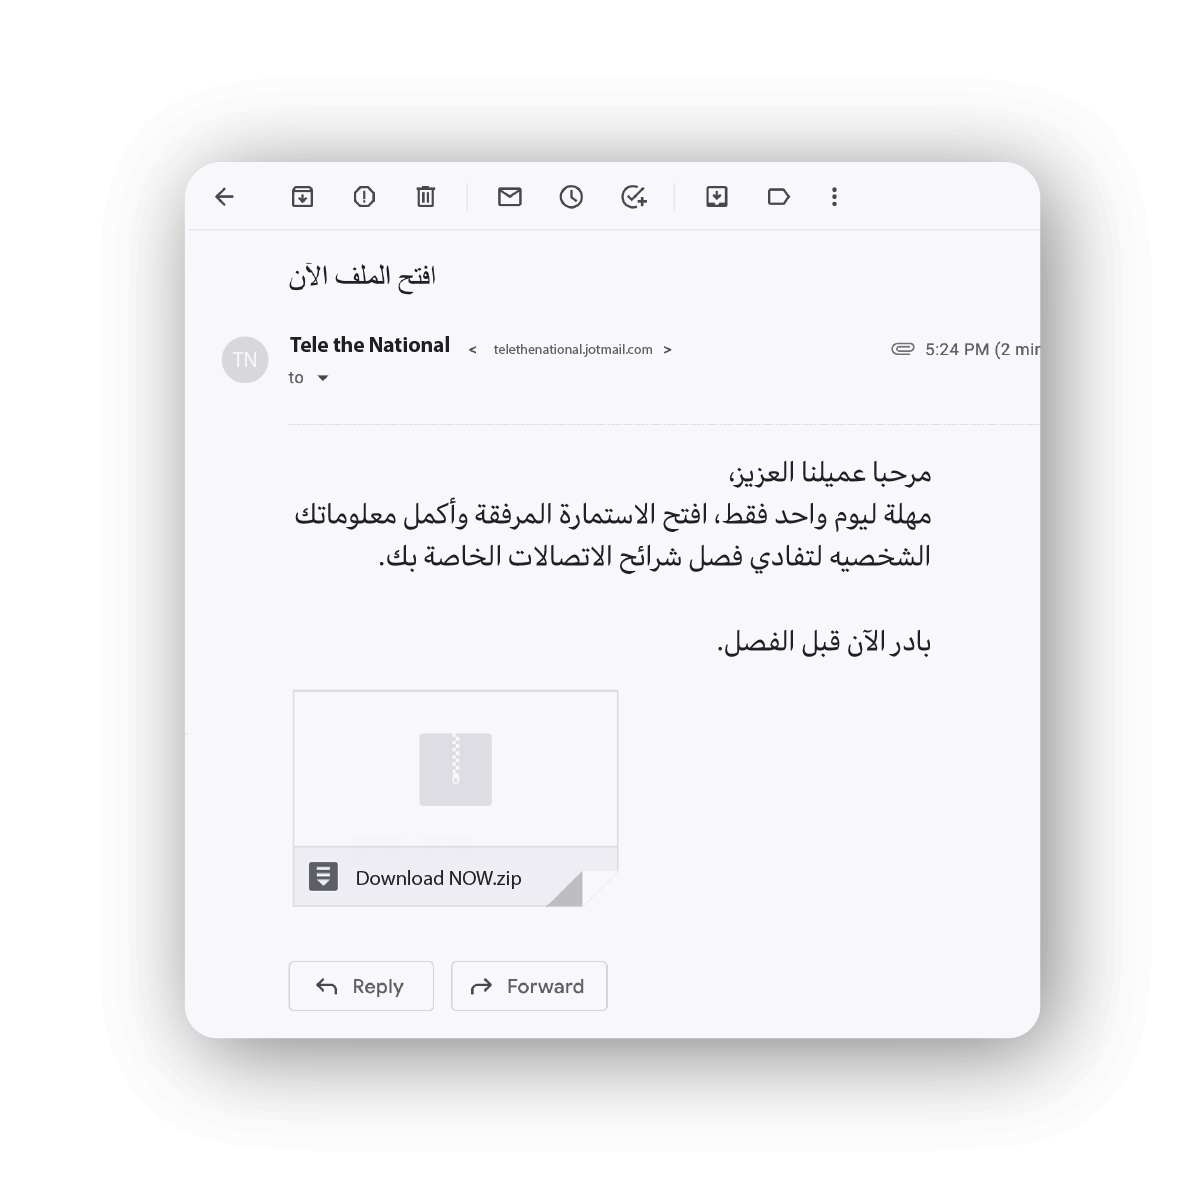 افتح الملف الآن
Tele the National < telethenational.jotmail.com > 5:24 PM (2 mir
TN
to
مرحبا عميلنا العزيز،
مهلة ليوم واحد فقط، افتح الاستمارة المرفقة وأكمل معلوماتك
الشخصيه لتفادي فصل شرائح الاتصالات الخاصة بك.
بادر الآن قبل الفصل.
Download NOW.zip
Reply
Forward